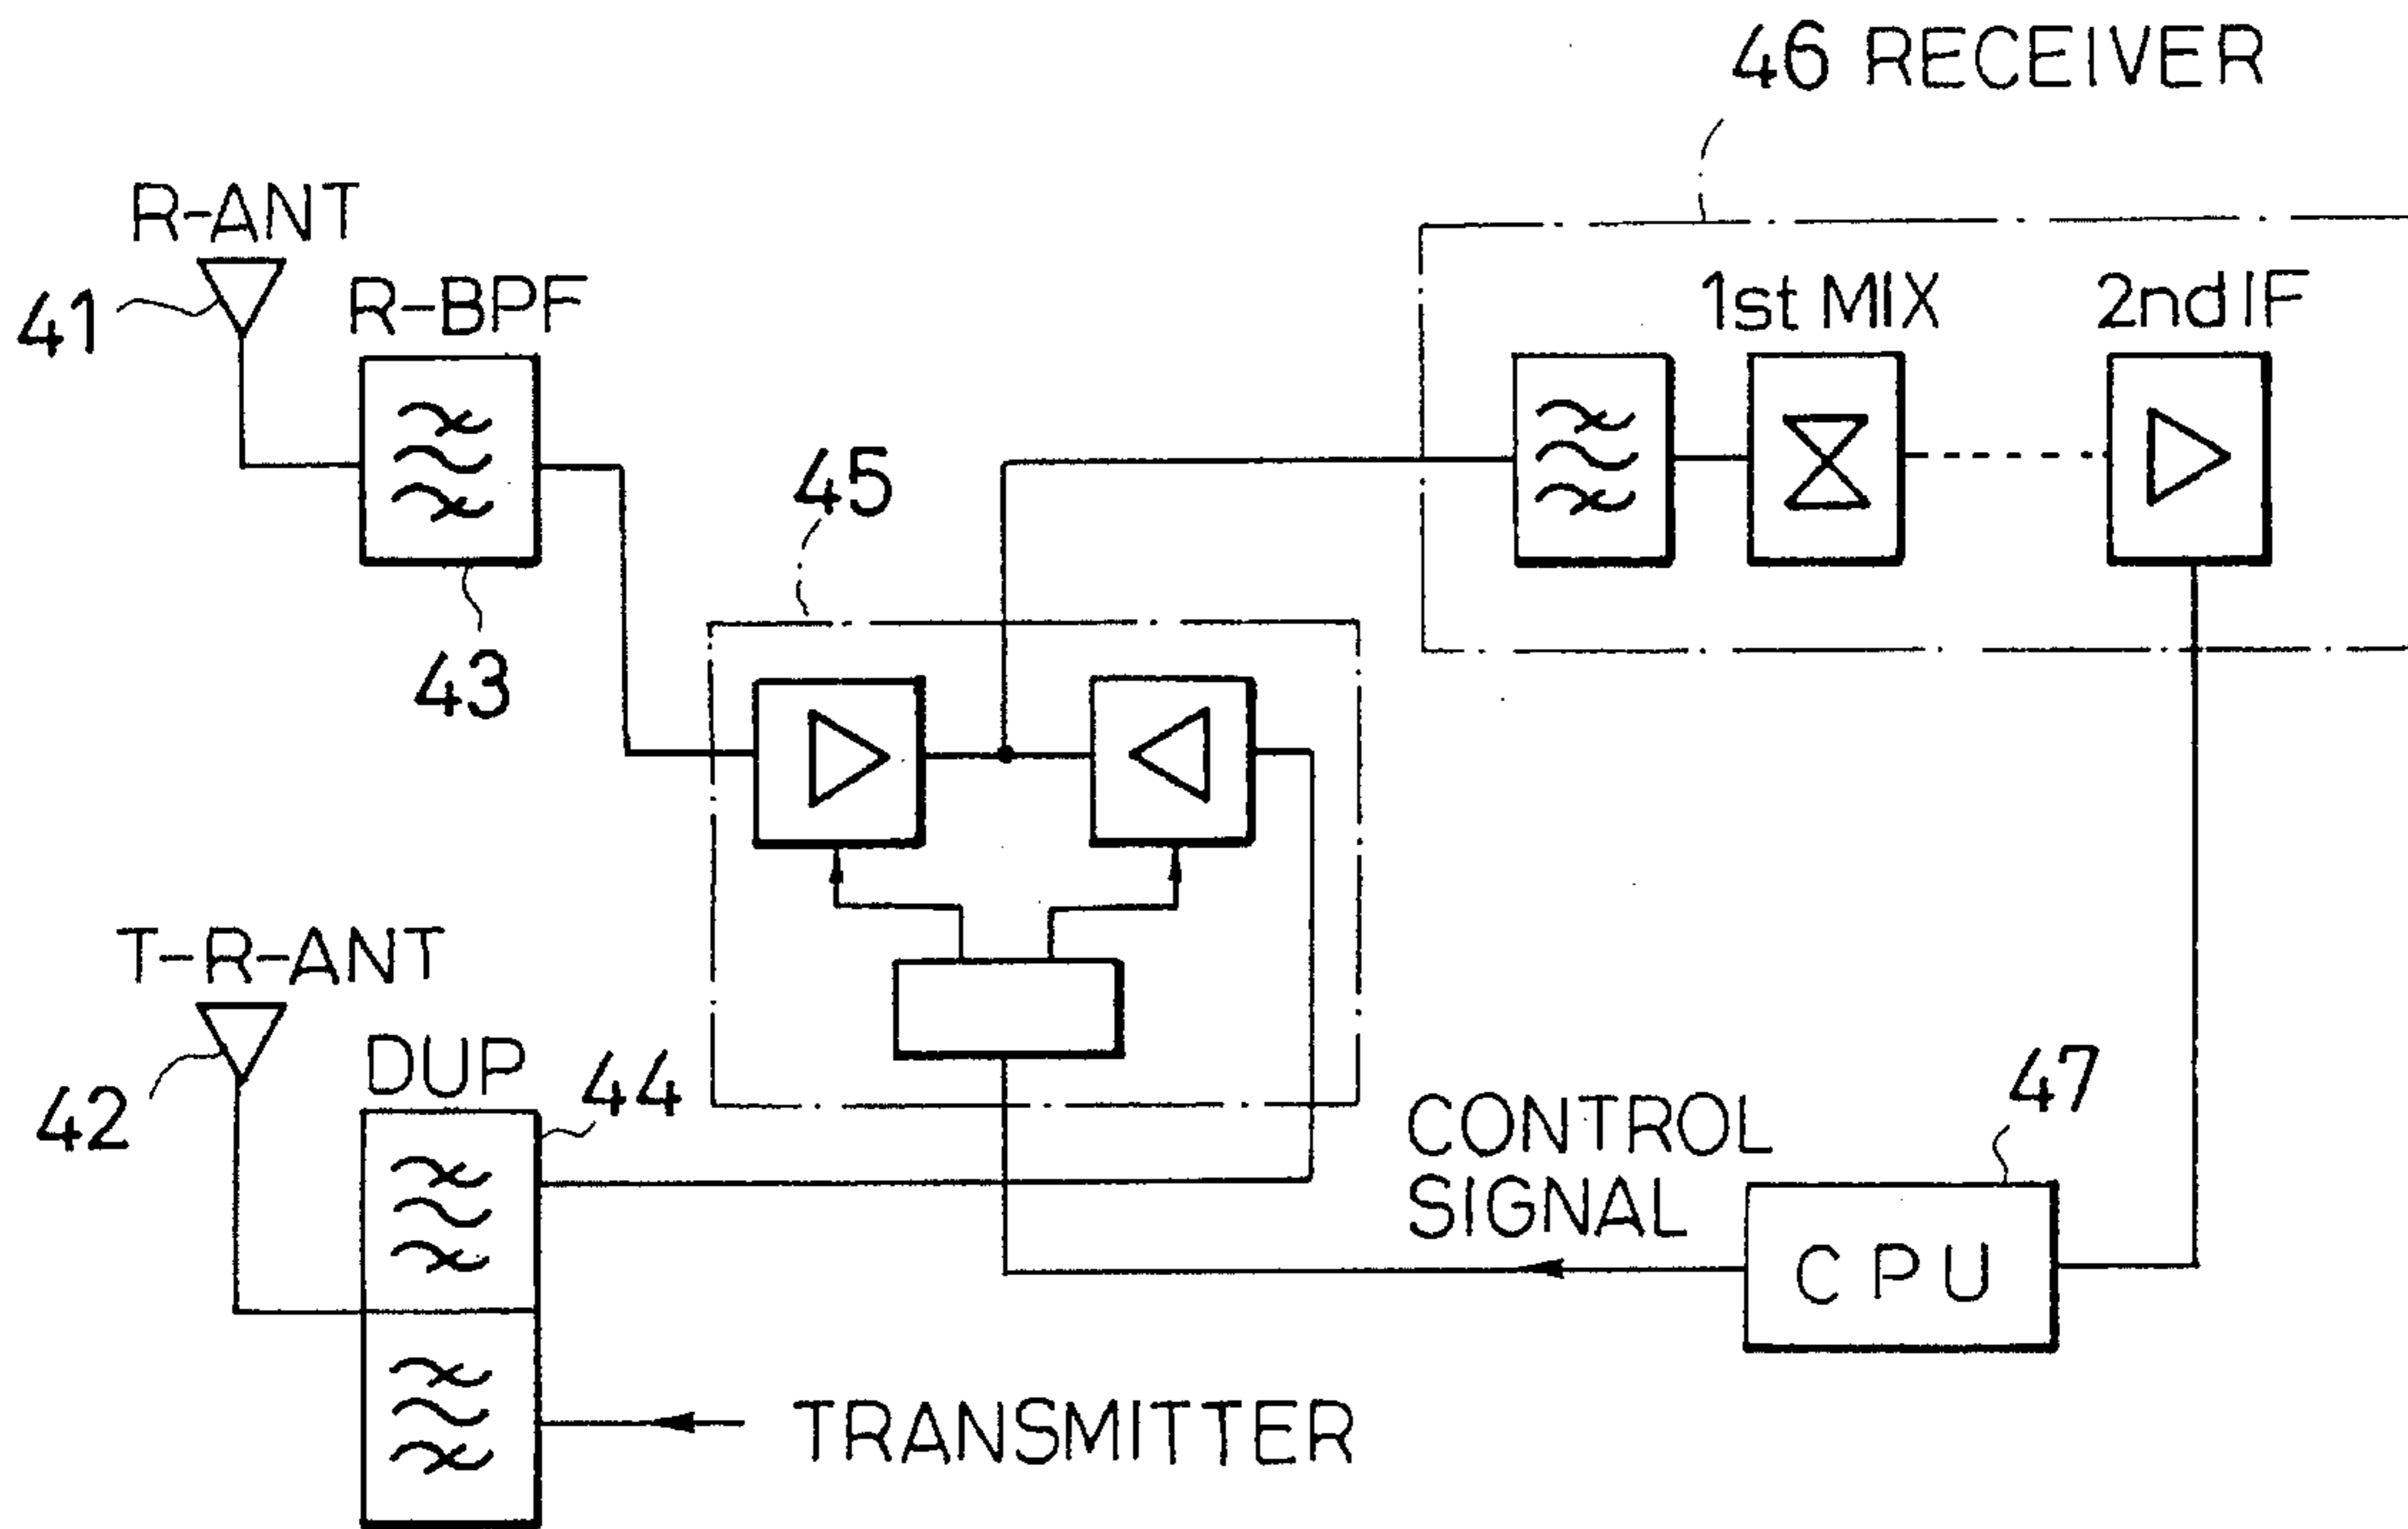 46 RECEIVER
R-ANT
41
R-BPF
43
1st MIX
2nd IF
45
T-R-ANT
42
DUP
44
CONTROL
SIGNAL
47
CPU
TRANSMITTER